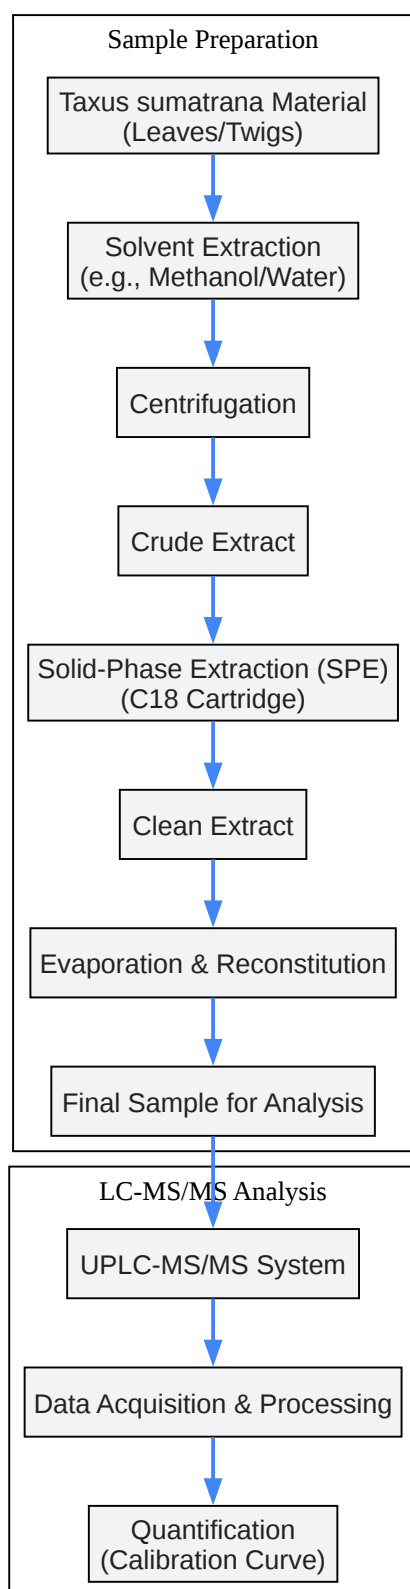 Sample Preparation
Taxus sumatrana Material
(Leaves/Twigs)
Solvent Extraction
(e.g., Methanol/Water)
Centrifugation
Crude Extract
Solid-Phase Extraction (SPE)
(C18 Cartridge)
Clean Extract
Evaporation & Reconstitution
Final Sample for Analysis
LC-MS/MS Analysis
UPLC-MS/MS System
Data Acquisition & Processing
Quantification
(Calibration Curve)